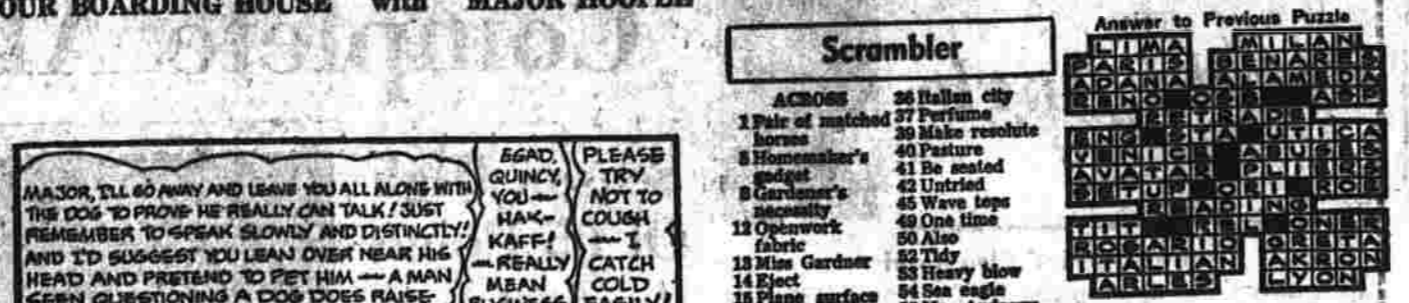 OUR BOARDING HOUSE with MAJOR HOOPLE
MAJOR, I'LL GO AWAY AND LEAVE YOU ALL ALONE WITH
THE DOG TO PROVE HE REALLY CAN TALK! JUST
REMEMBER TO SPEAK SLOWLY AND DISTINCTLY!
AND I'D SUGGEST YOU LEAN OVER NEAR HIS
HEAD AND PRETEND TO PET HIM — A MAN
SEEN QUESTIONING A DOG DOES RAISE
EGAD,
QUINCY,
YOU —
HAK-
KAFF!
— REALLY
MEAN
BUSINESS
PLEASE
TRY
NOT TO
COUGH
— I
CATCH
COLD
EASILY!
Scrambler
ACROSS
1 Pair of matched
horses
5 Homemaker's
gadget
8 Gardener's
necessity
12 Openwork
fabric
13 Miss Gardner
14 Eject
15 Plane surface
36 Italian city
37 Perfume
39 Make resolute
40 Pasture
41 Be seated
42 Untried
45 Wave tops
49 One time
50 Also
52 Tidy
53 Heavy blow
54 Sea eagle
Answer to Previous Puzzle
LIMA MILAN
PARIS BENARES
ADANA ALAMEDA
RENO OSE ASP
RETRADE
ENG STA UTICA
VENICE ABUSES
AVATAR PLIERS
SETUP ORI ROE
READING
TIT REL ONER
ROSARIO GRETA
ITALIAN AKRON
ARLES LYON